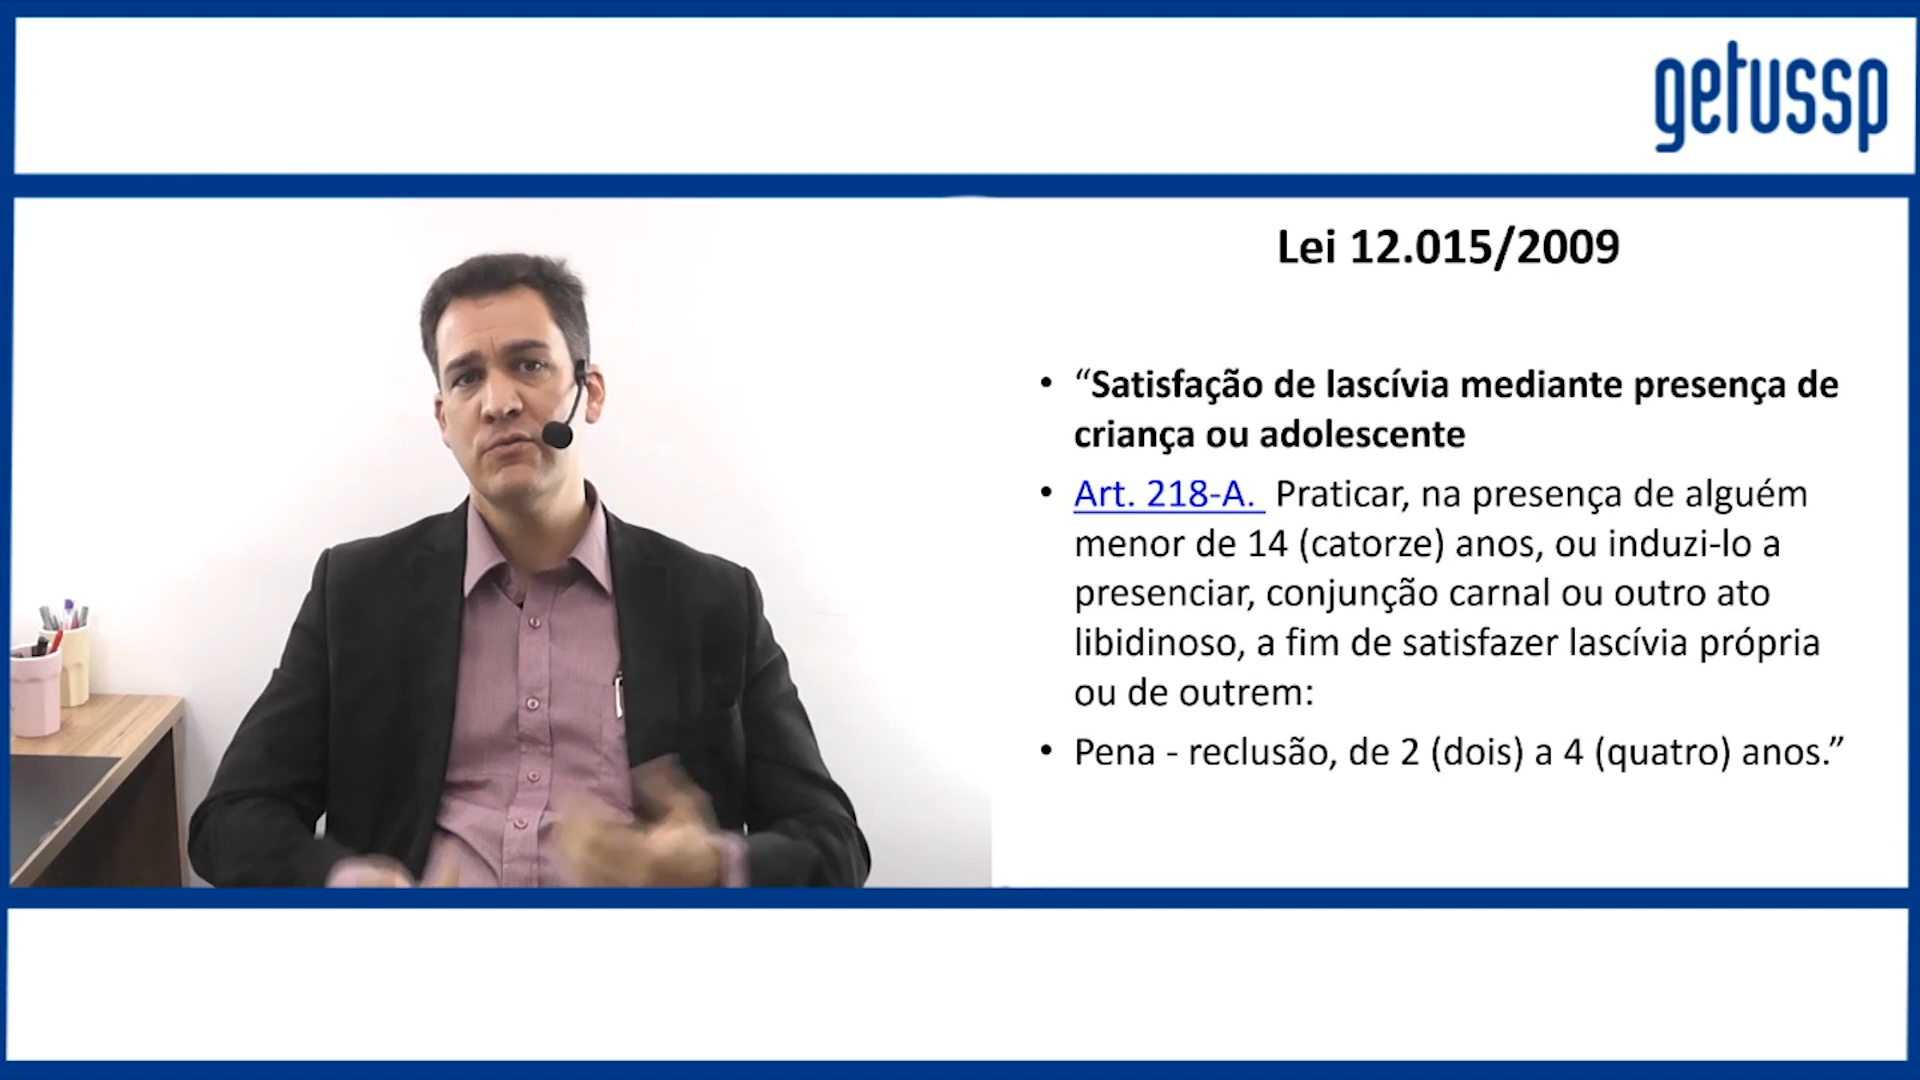 getussp
Lei 12.015/2009
• “Satisfação de lascívia mediante presença de
criança ou adolescente
• Art. 218-A.  Praticar, na presença de alguém
menor de 14 (catorze) anos, ou induzi-lo a
presenciar, conjunção carnal ou outro ato
libidinoso, a fim de satisfazer lascívia própria
ou de outrem:
• Pena - reclusão, de 2 (dois) a 4 (quatro) anos.”